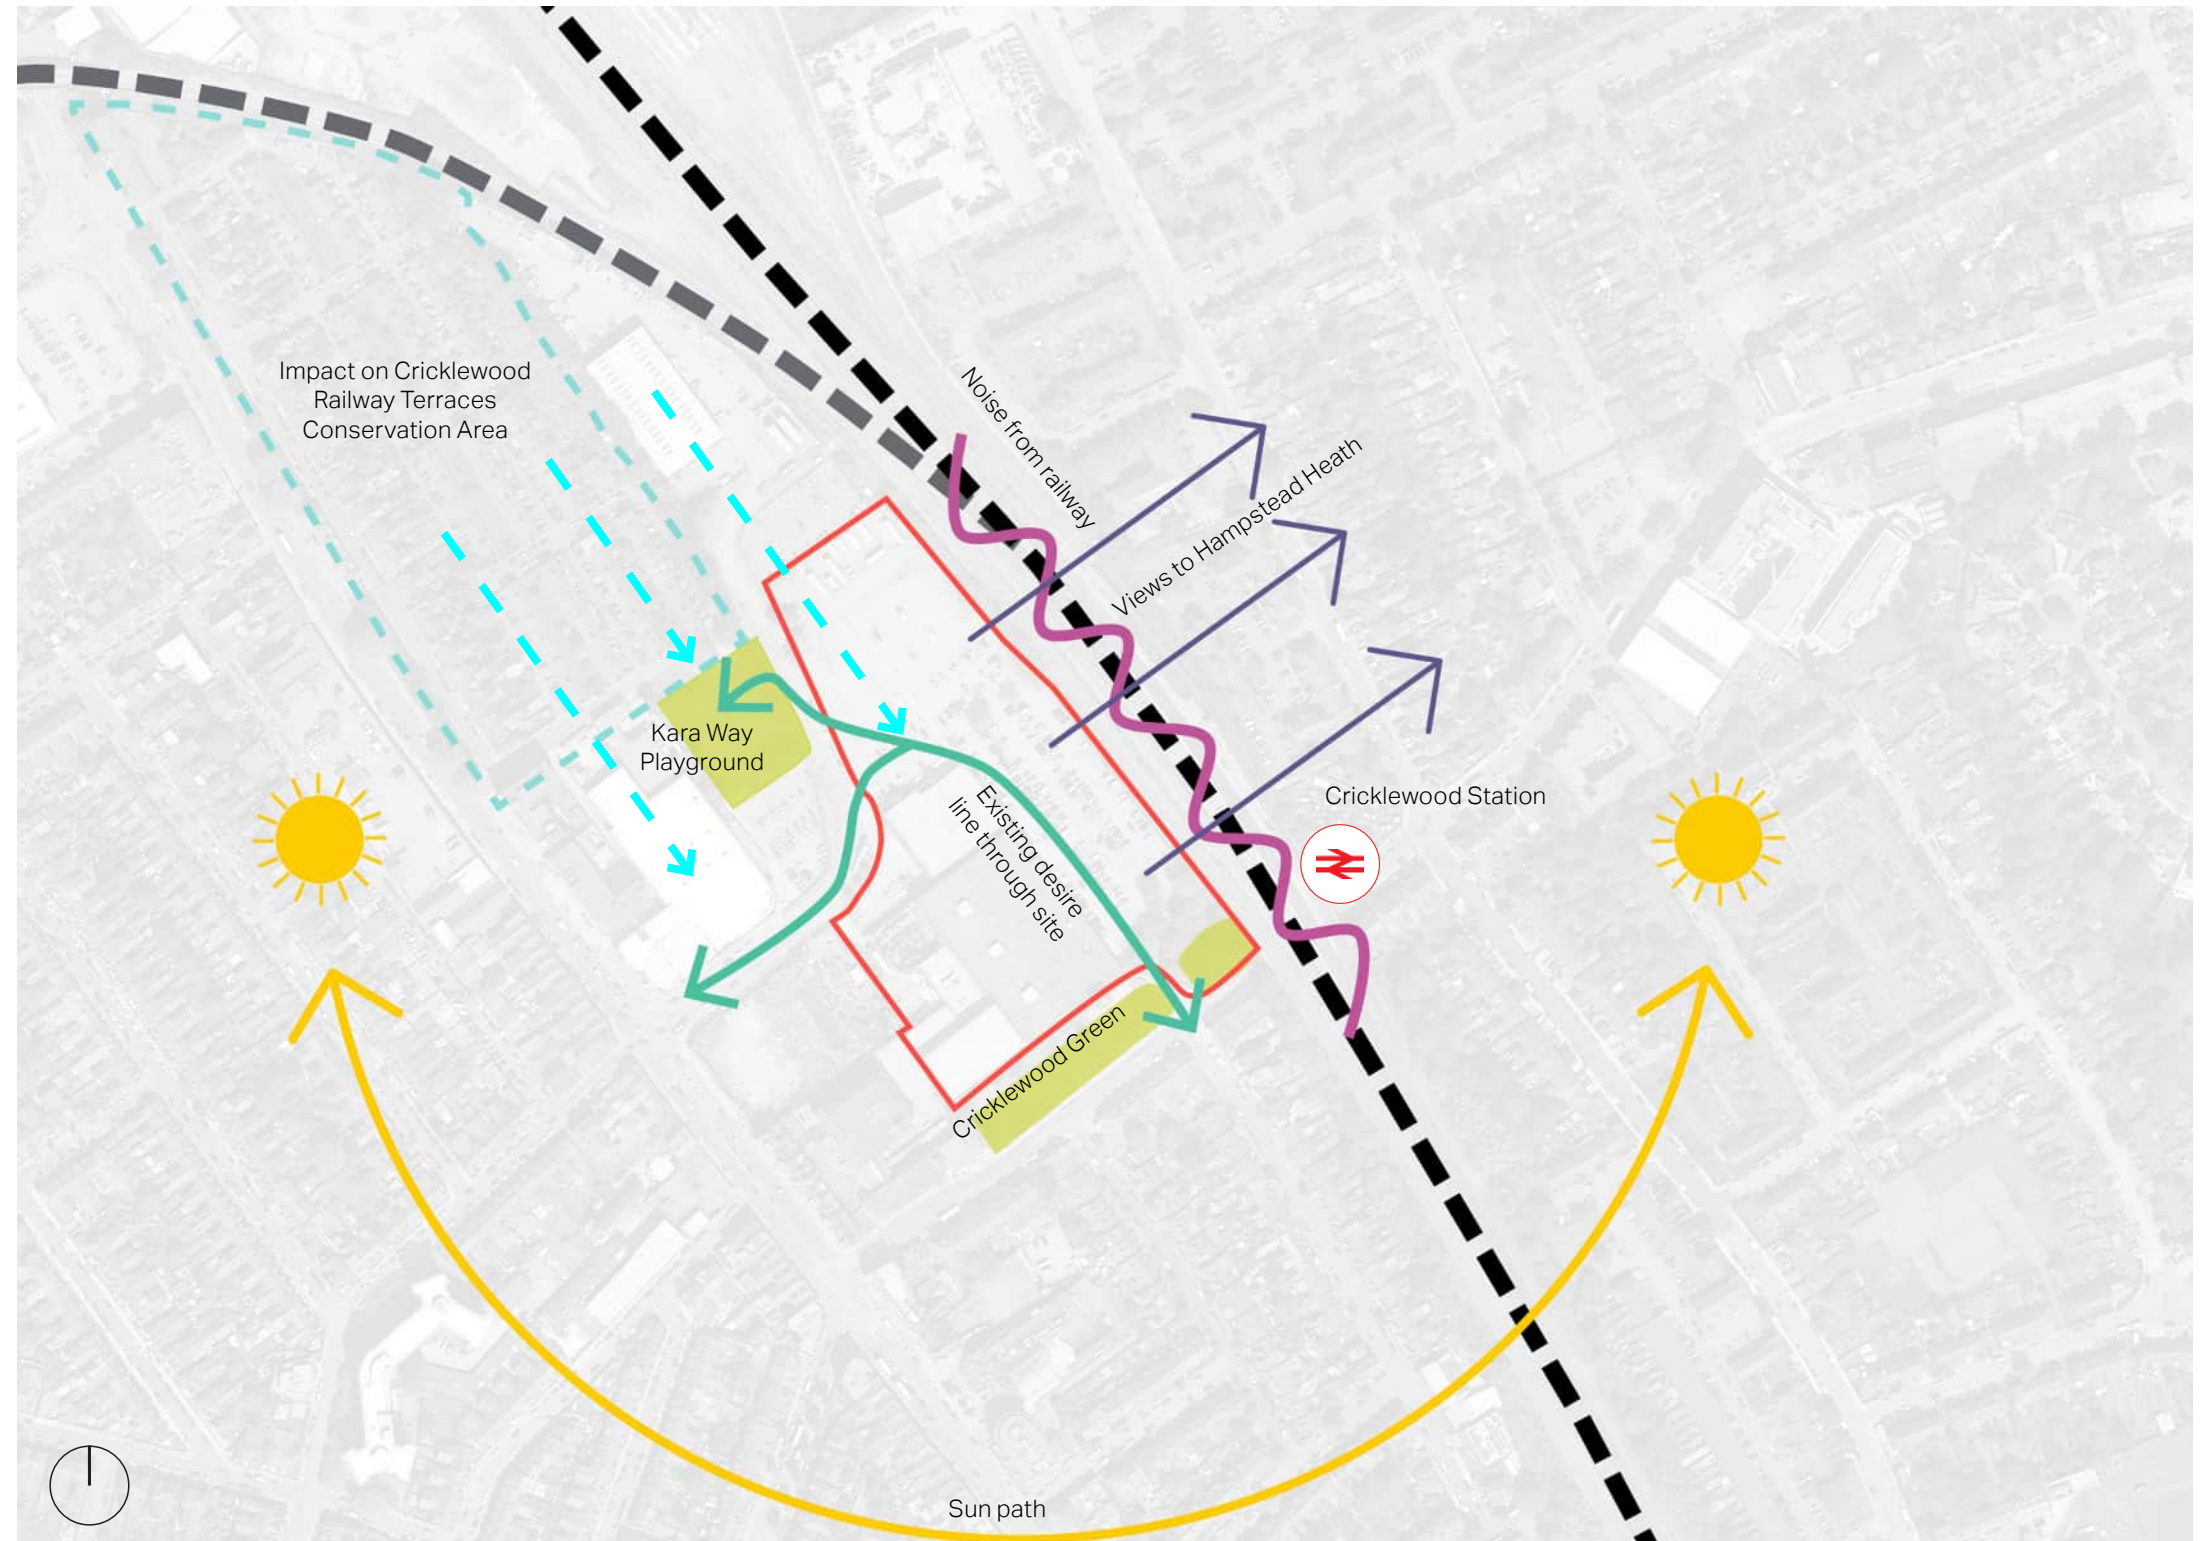 Impact on Cricklewood
Railway Terraces
Conservation Area
Noise from railway
Views to Hampstead Heath
Kara Way
Playground
Existing desire
line through site
Cricklewood Station
Cricklewood Green
Sun path